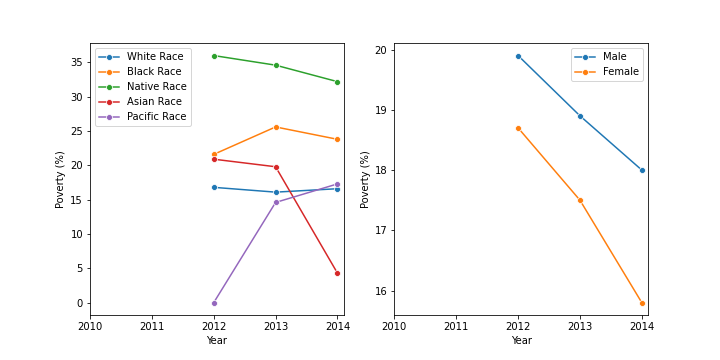 White Race
Black Race
Native Race
Asian Race
Pacific Race
Poverty (%)
35
30
25
20
15
10
5
0
2010 2011 2012 2013 2014
Year
Male
Female
Poverty (%)
20
19
18
17
16
2010 2011 2012 2013 2014
Year